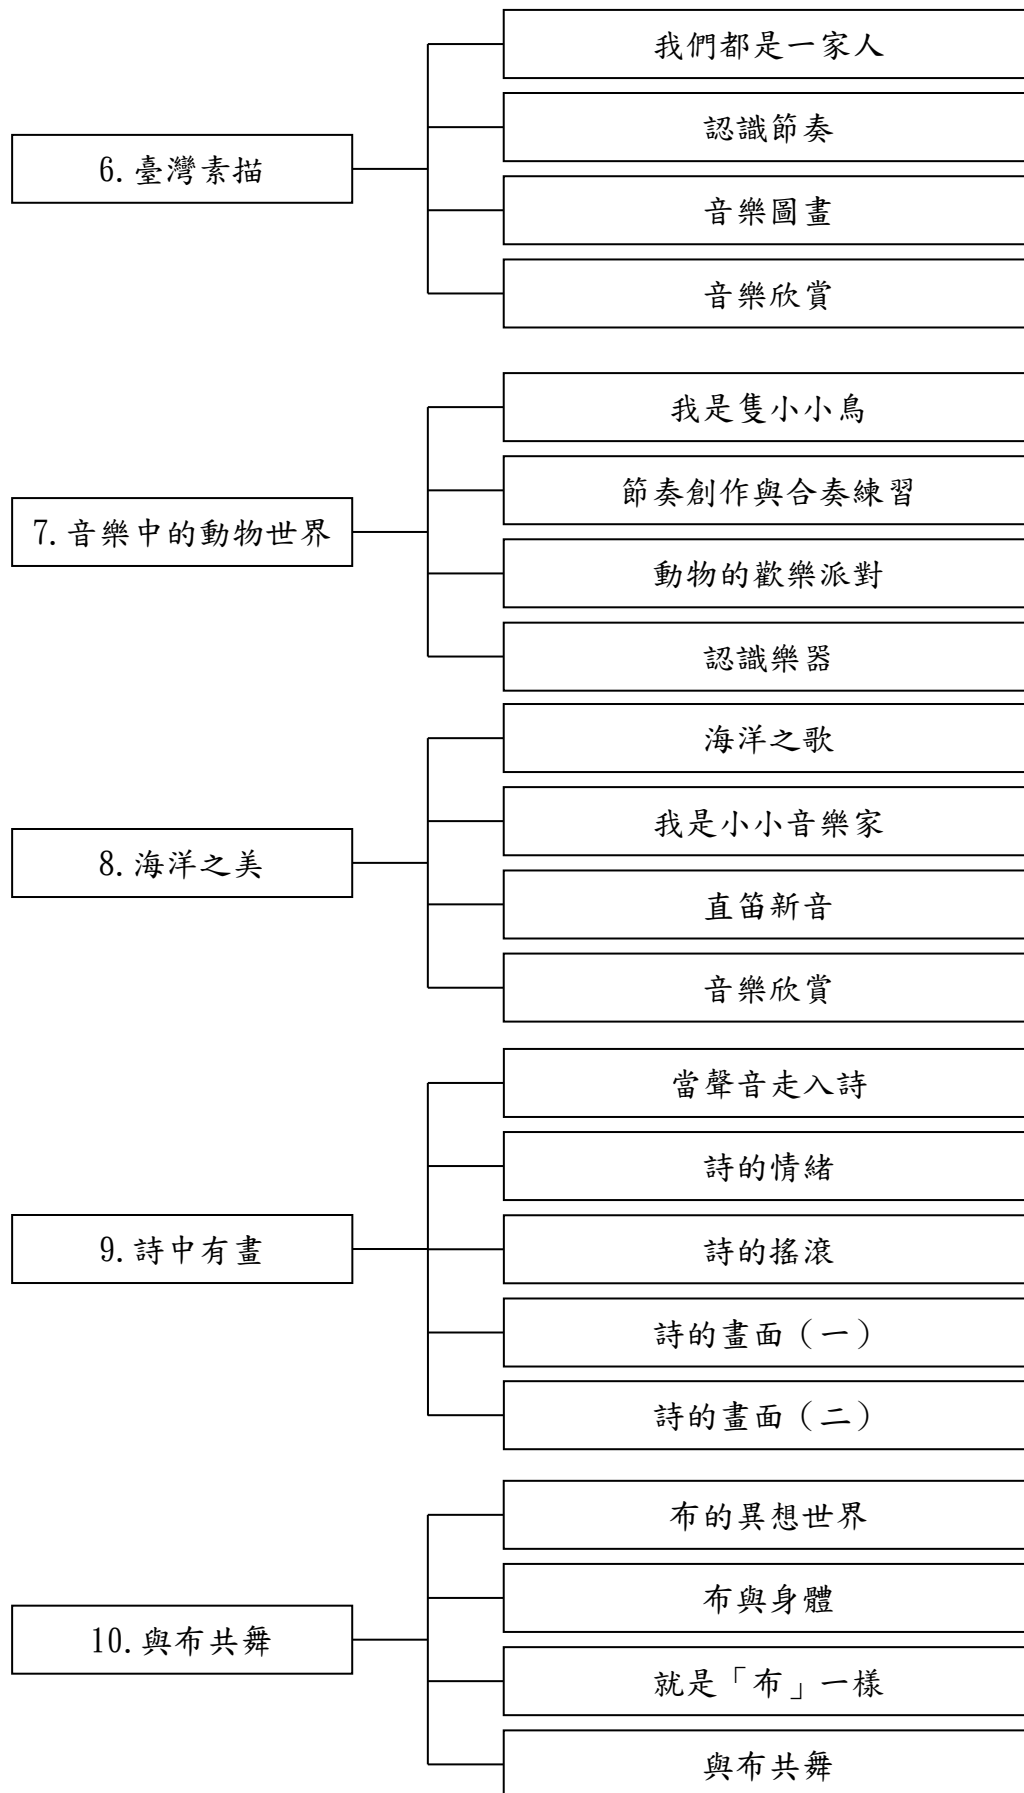 6.臺灣素描
我們都是一家人
認識節奏
音樂圖畫
音樂欣賞
7.音樂中的動物世界
我是隻小小鳥
節奏創作與合奏練習
動物的歡樂派對
認識樂器
8.海洋之美
海洋之歌
我是小小音樂家
直笛新音
音樂欣賞
9.詩中有畫
當聲音走入詩
詩的情緒
詩的搖滾
詩的畫面（一）
詩的畫面（二）
10.與布共舞
布的異想世界
布與身體
就是「布」一樣
與布共舞